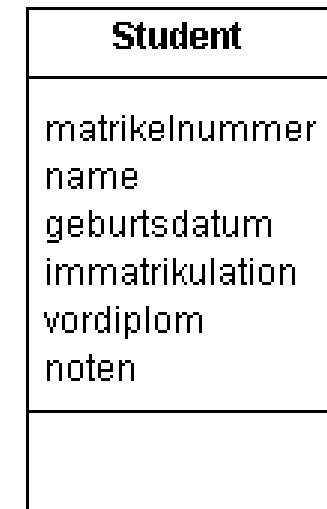 Student
matrikelnummer
name
geburtsdatum
immatrikulation
vordiplom
noten